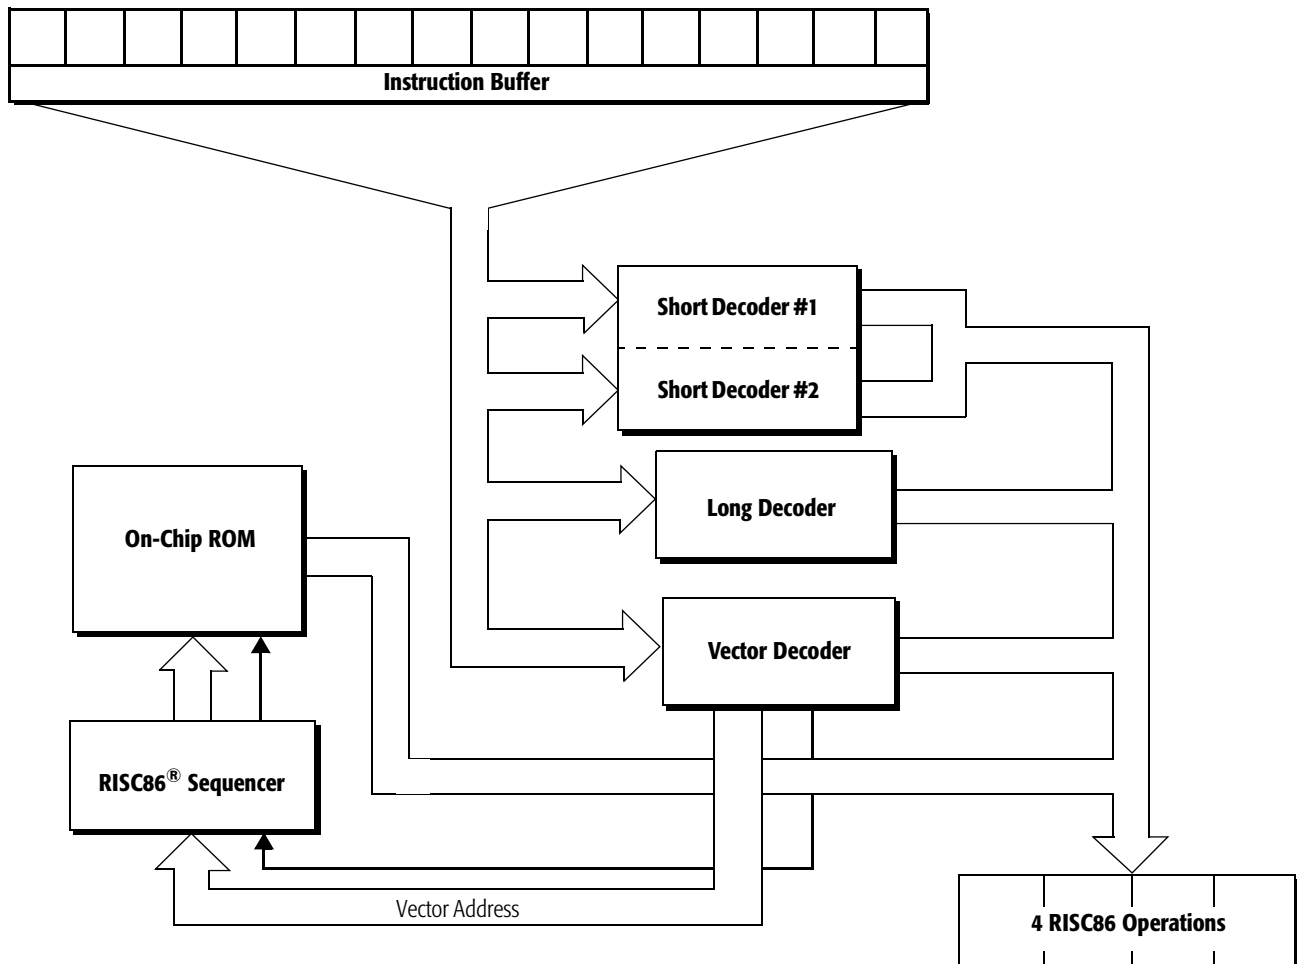 Instruction Buffer
Short Decoder #1
Short Decoder #2
Long Decoder
On-Chip ROM
Vector Decoder
RISC86® Sequencer
Vector Address
4 RISC86 Operations